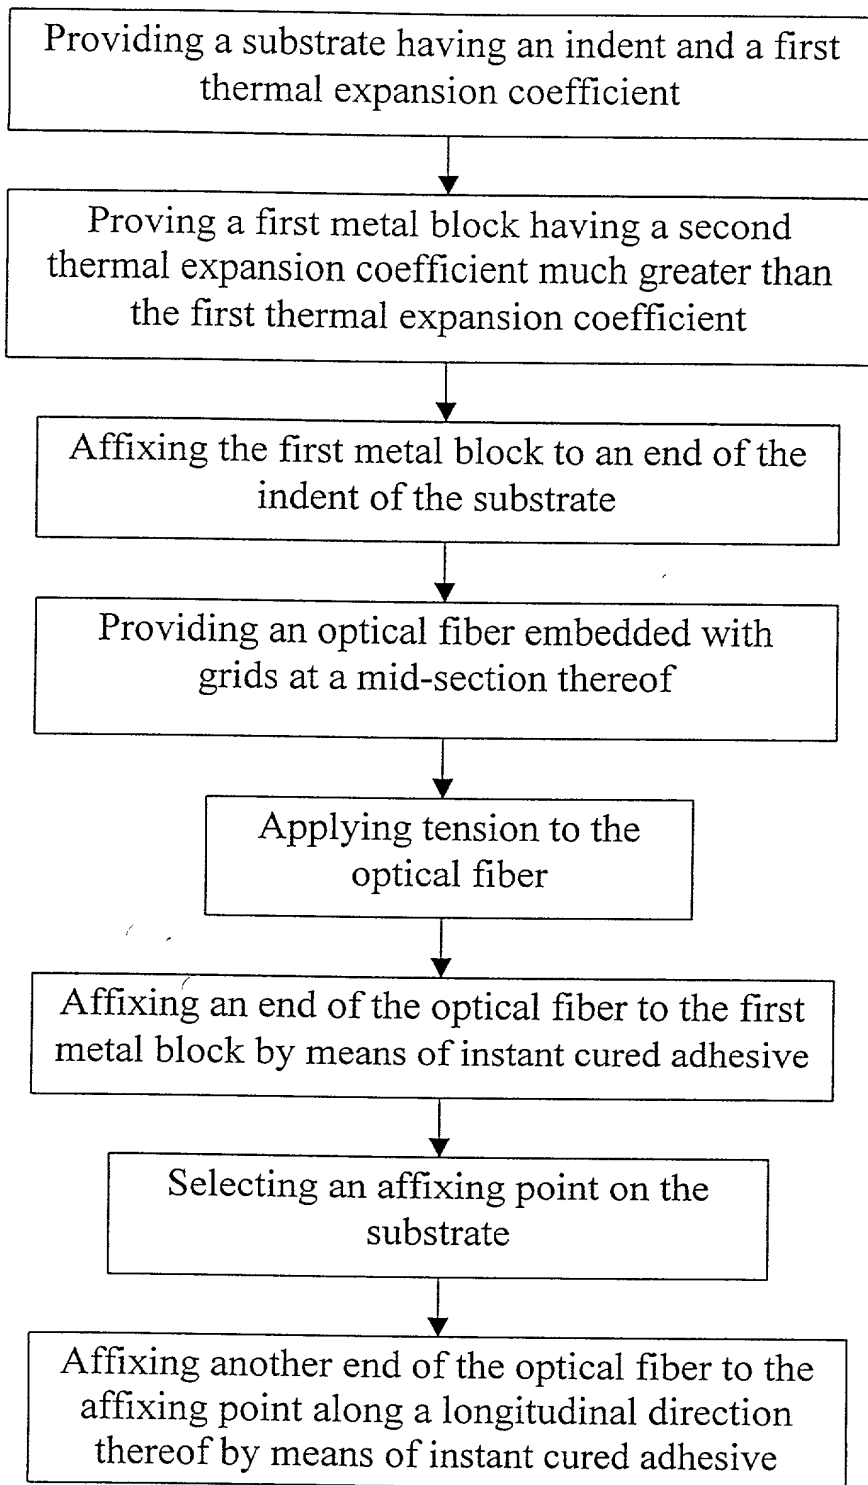 Providing a substrate having an indent and a first
thermal expansion coefficient
Proving a first metal block having a second
thermal expansion coefficient much greater than
the first thermal expansion coefficient
Affixing the first metal block to an end of the
indent of the substrate
Providing an optical fiber embedded with
grids at a mid-section thereof
Applying tension to the
optical fiber
Affixing an end of the optical fiber to the first
metal block by means of instant cured adhesive
Selecting an affixing point on the
substrate
Affixing another end of the optical fiber to the
affixing point along a longitudinal direction
thereof by means of instant cured adhesive